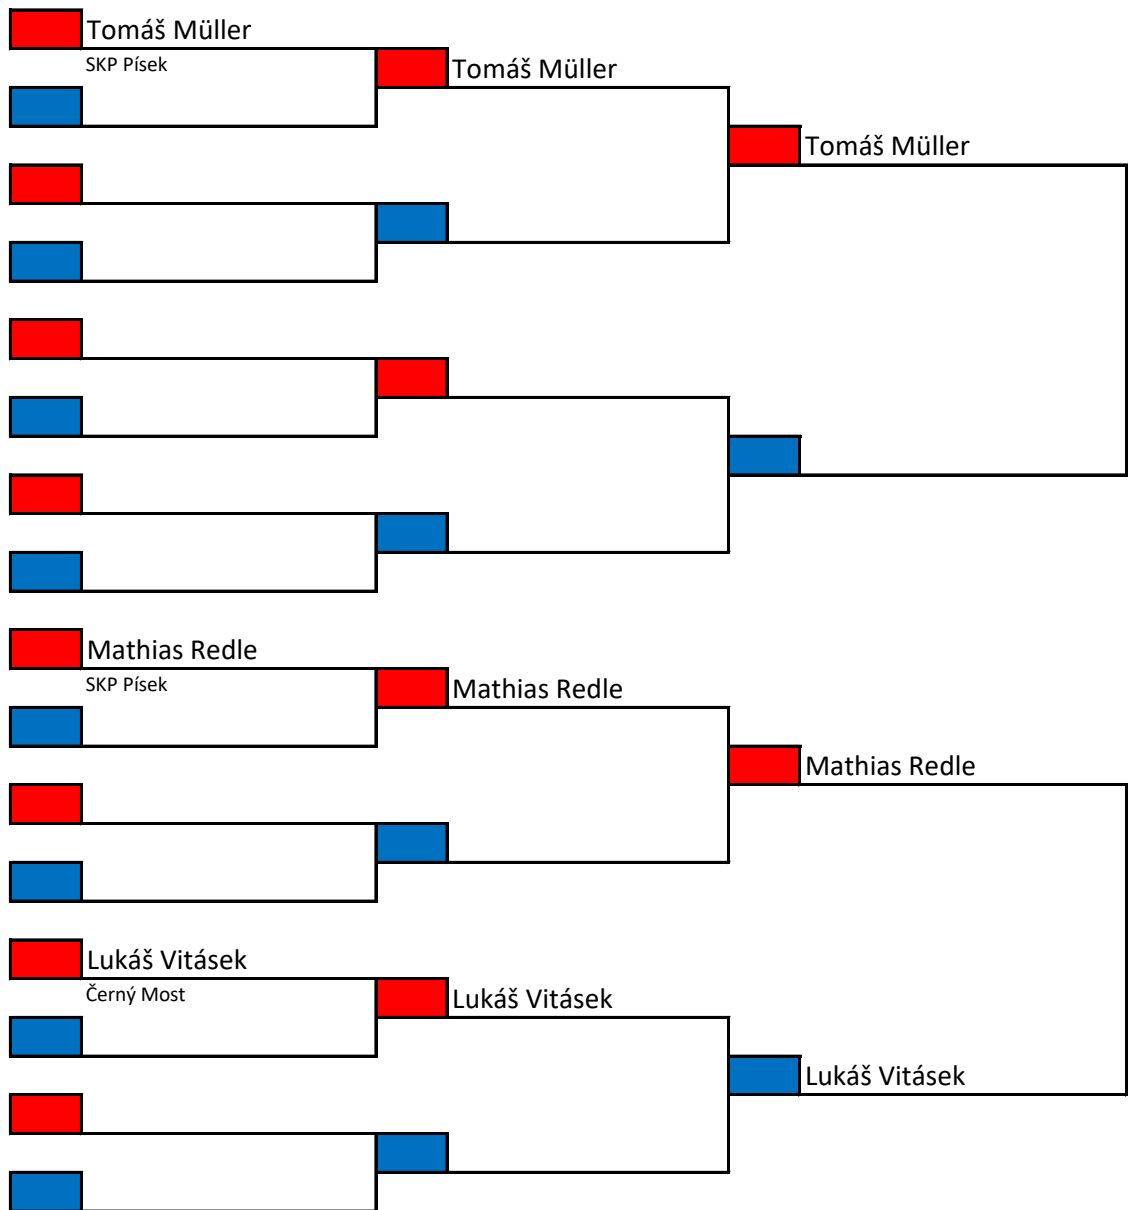 Tomáš Müller
SKP Písek
Tomáš Müller
Tomáš Müller
Mathias Redle
SKP Písek
Mathias Redle
Mathias Redle
Lukáš Vitásek
Černý Most
Lukáš Vitásek
Lukáš Vitásek